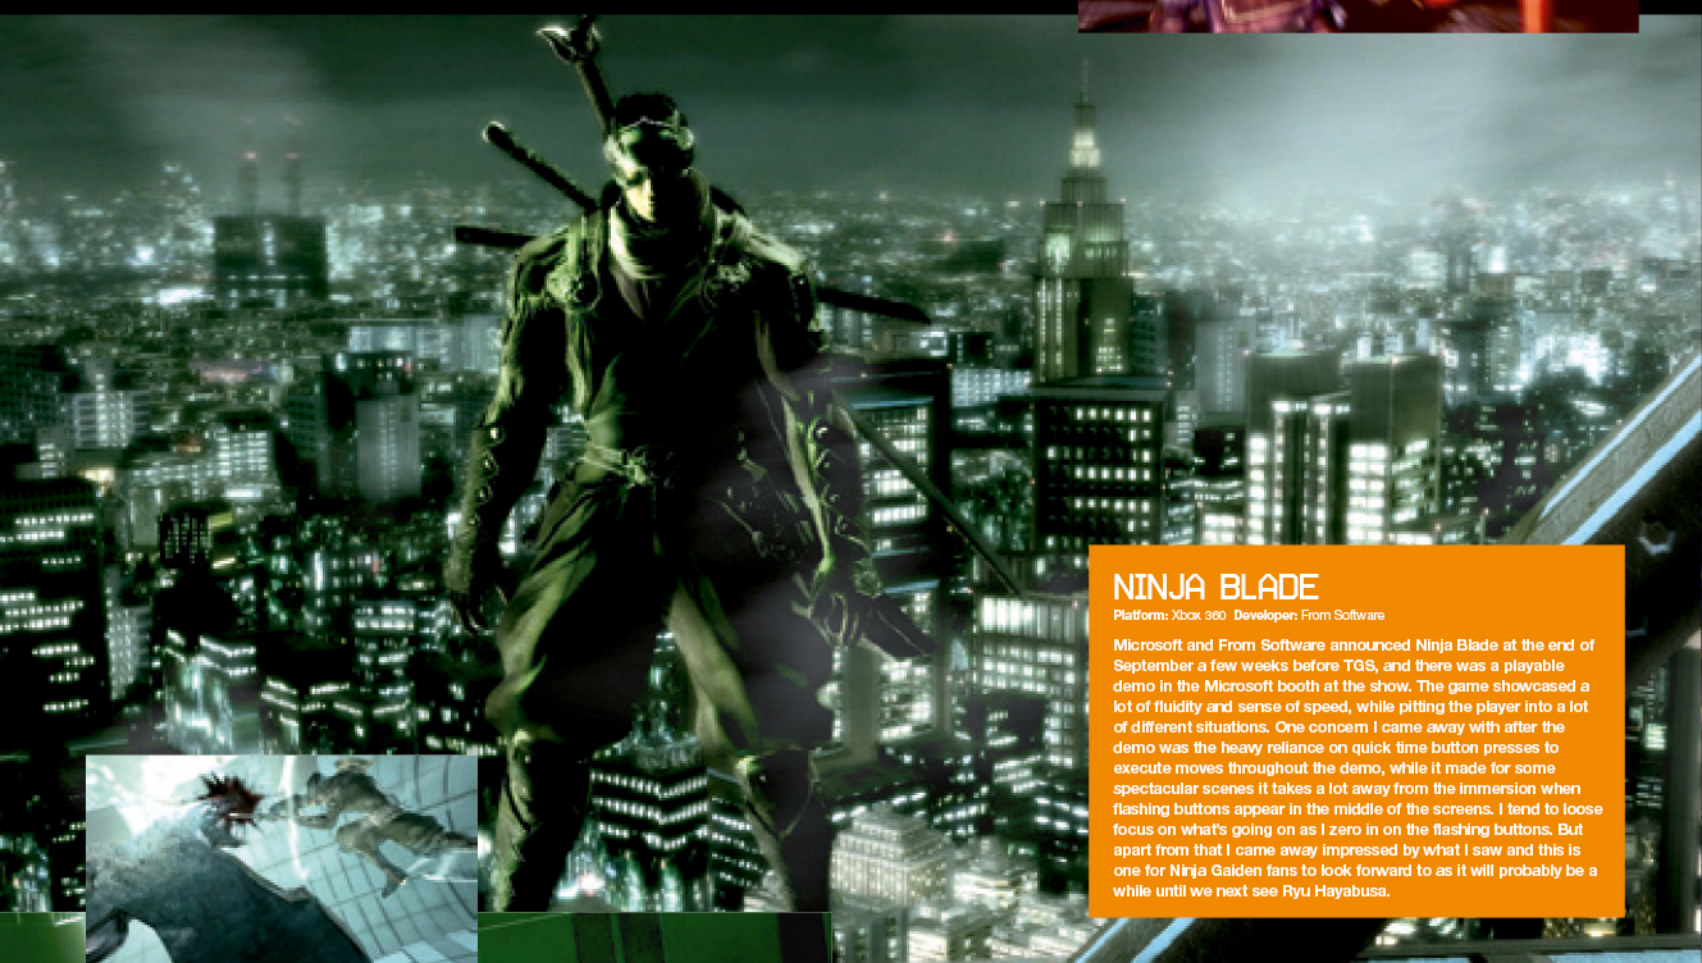 NINJA BLADE
Platform: Xbox 360 Developer: From Software
Microsoft and From Software announced Ninja Blade at the end of
September a few weeks before TGS, and there was a playable
demo in the Microsoft booth at the show. The game showcased a
lot of fluidity and sense of speed, while pitting the player into a lot
of different situations. One concern I came away with after the
demo was the heavy reliance on quick time button presses to
execute moves throughout the demo, while it made for some
spectacular scenes it takes a lot away from the immersion when
flashing buttons appear in the middle of the screens. I tend to loose
focus on what's going on as I zero in on the flashing buttons. But
apart from that I came away impressed by what I saw and this is
one for Ninja Gaiden fans to look forward to as it will probably be a
while until we next see Ryu Hayabusa.